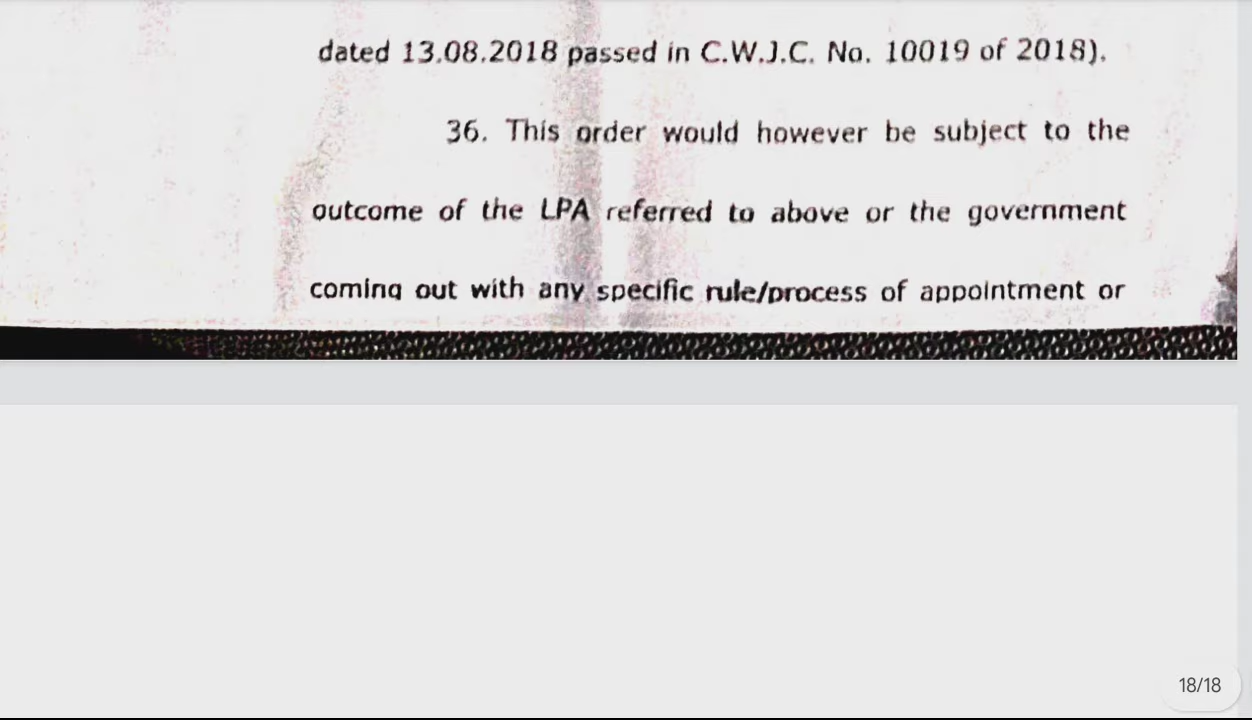 dated 13.08.2018 passed in C.W.J.C. No. 10019 of 2018).
36. This order would however be subject to the
outcome of the LPA referred to above or the government
coming out with any specific rule/process of appointment or
18/18